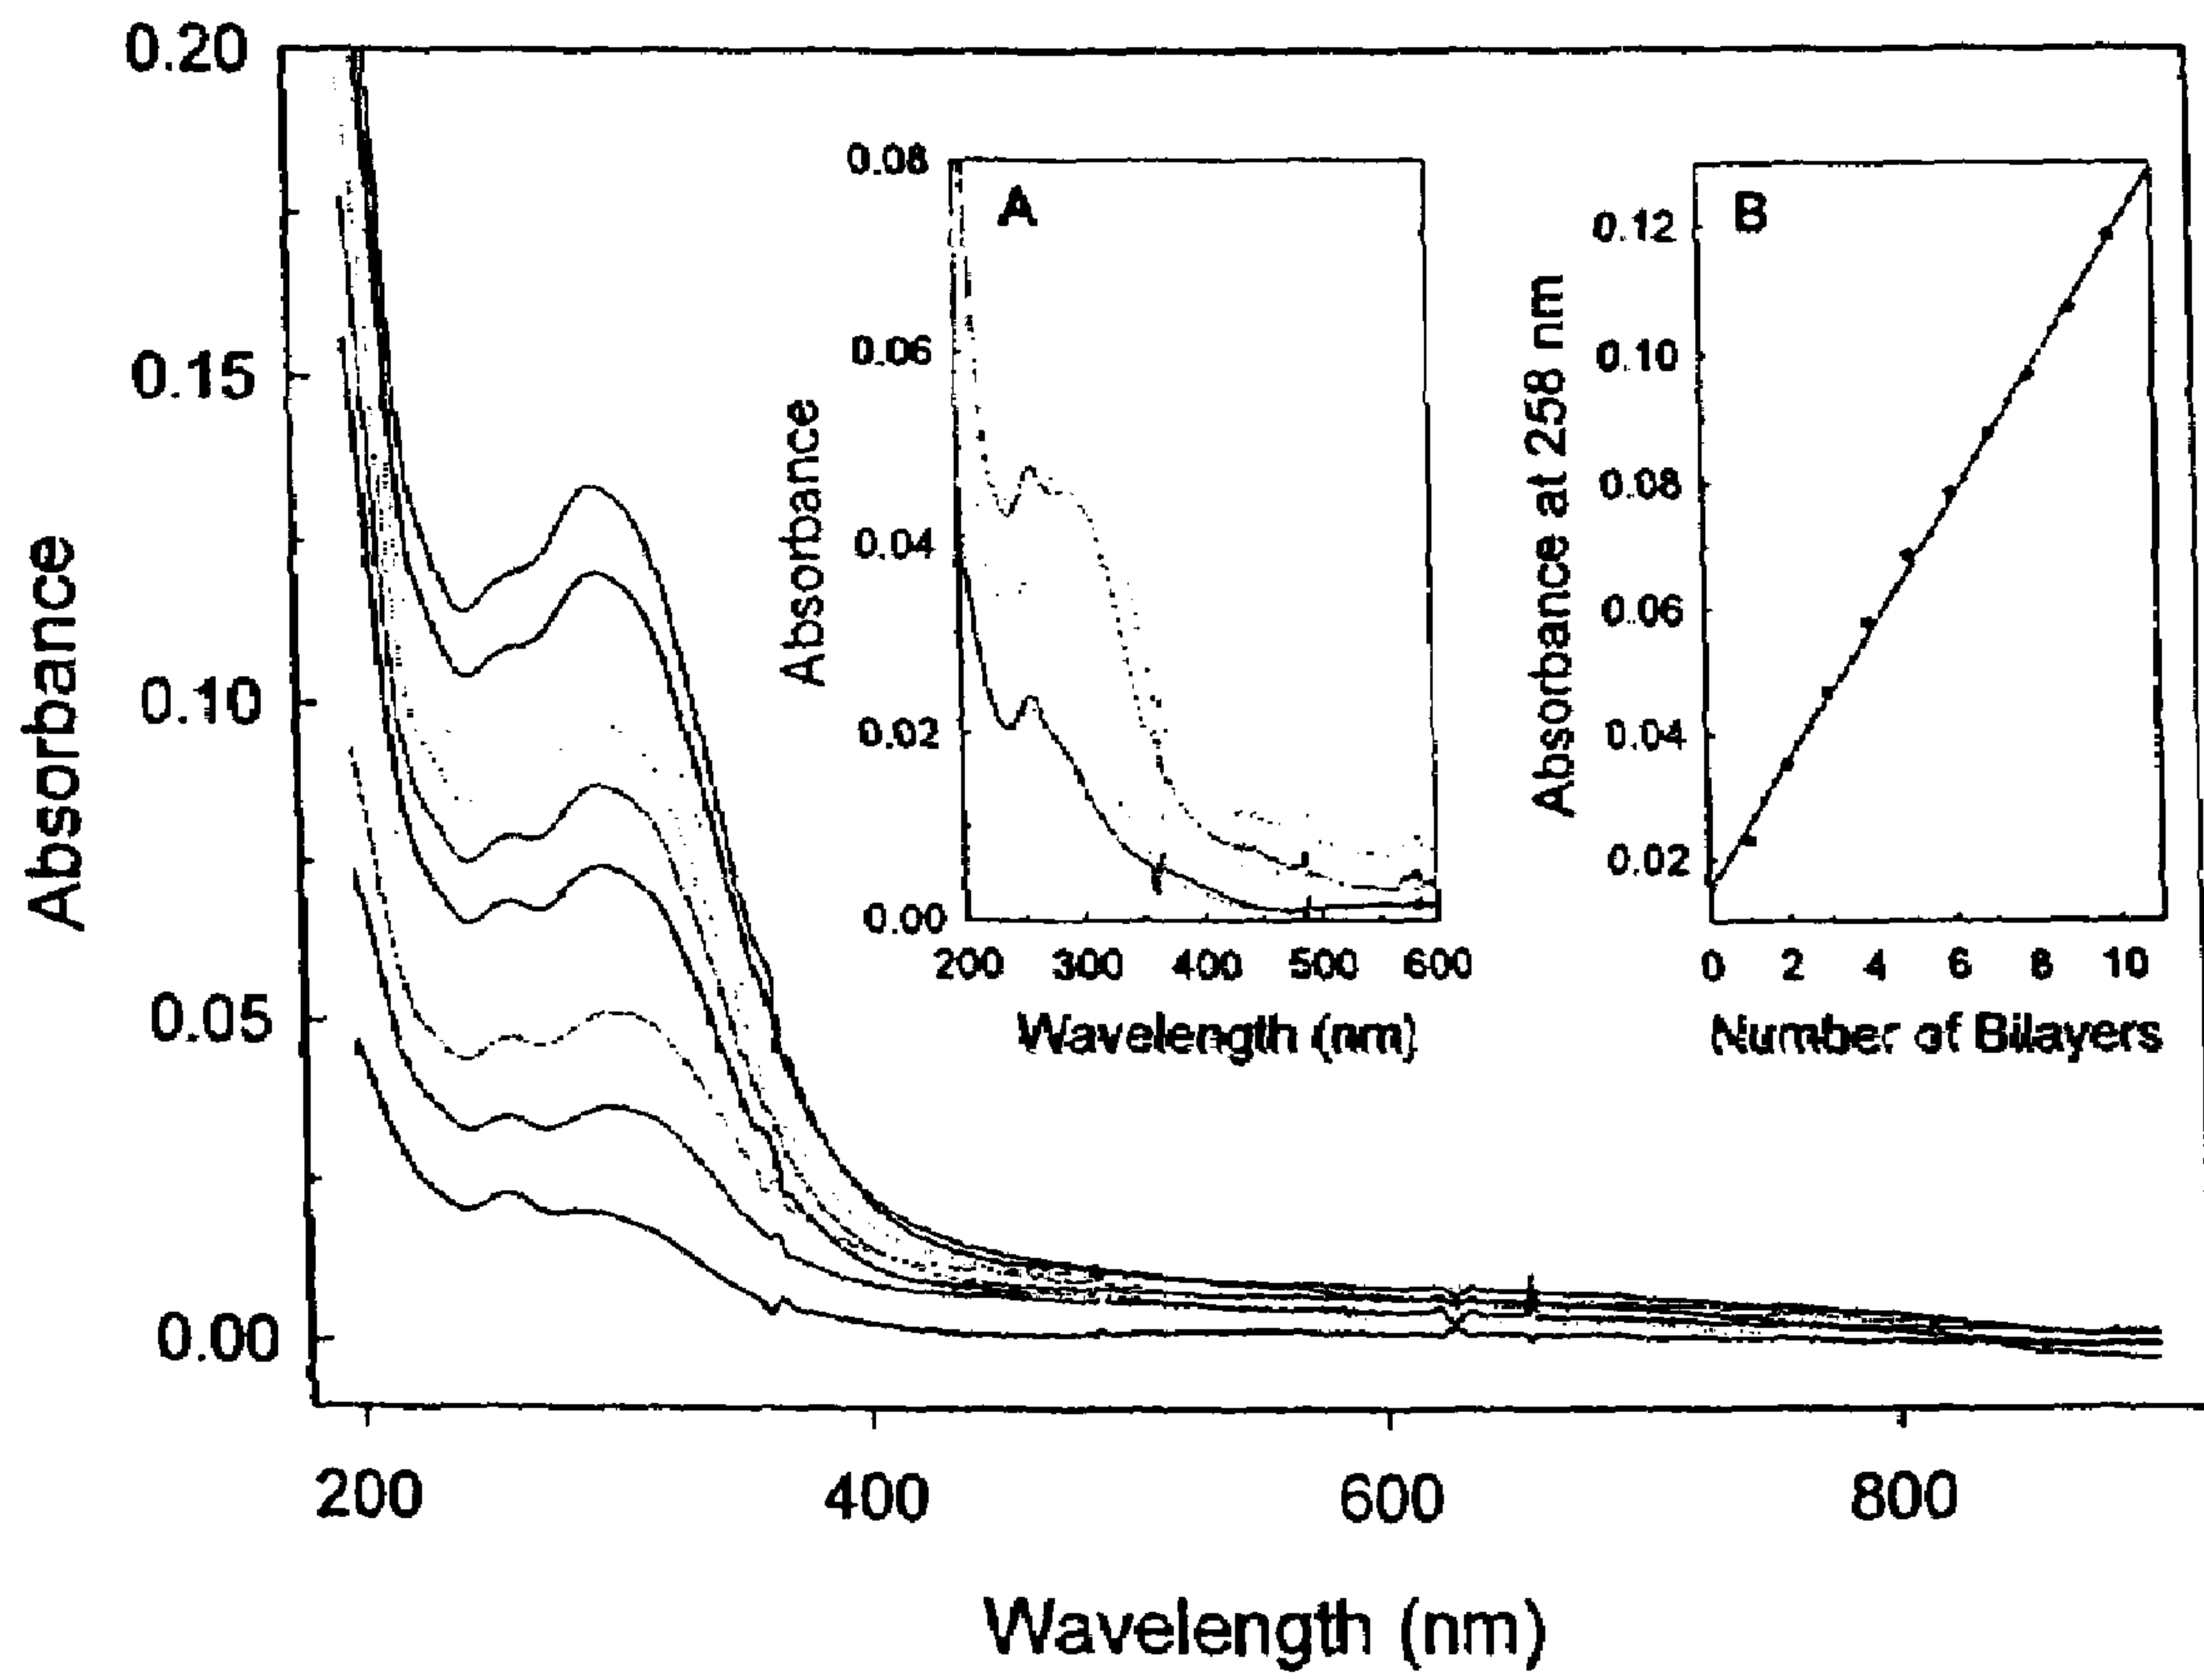 0.20
0.15
0.10
0.05
0.00
Absorbance
200 400 600 800
Wavelength (nm)
A
0.08
0.06
0.04
0.02
0.00
Absorbance
200 300 400 500 600
Wavelength (nm)
B
0.12
0.10
0.08
0.06
0.04
0.02
Absorbance at 258 nm
0 2 4 6 8 10
Number of Bilayers